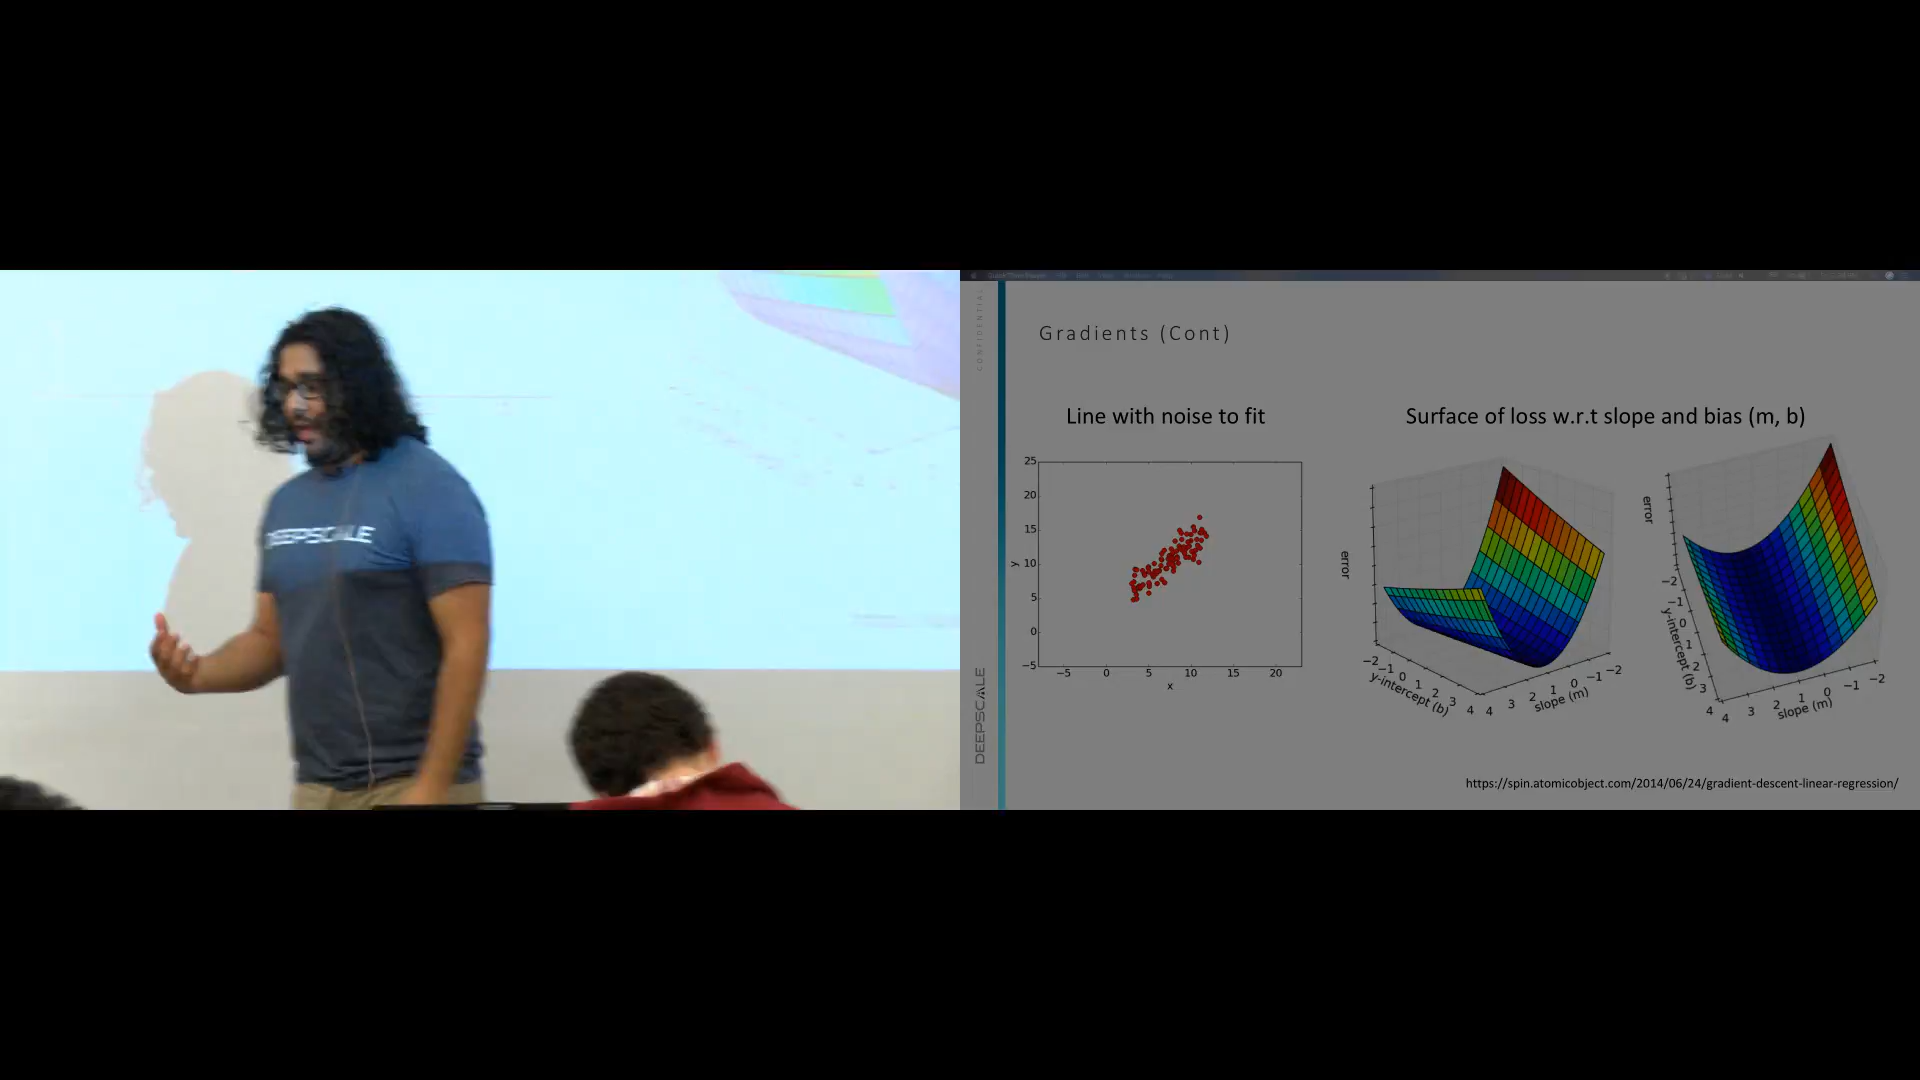 DEEPSCALE
CONFIDENTIAL
Gradients (Cont)
Line with noise to fit
Surface of loss w.r.t slope and bias (m, b)
25
20
15
10
5
0
−5
y
−5 0 5 10 15 20
x
error
−2 −1 0 1 2 3 4
y-intercept (b)
4 3 2 1 0 −1 −2
slope (m)
error
−2 −1 0 1 2 3 4
y-intercept (b)
4 3 2 1 0 −1 −2
slope (m)
DEEPSCALE
https://spin.atomicobject.com/2014/06/24/gradient-descent-linear-regression/